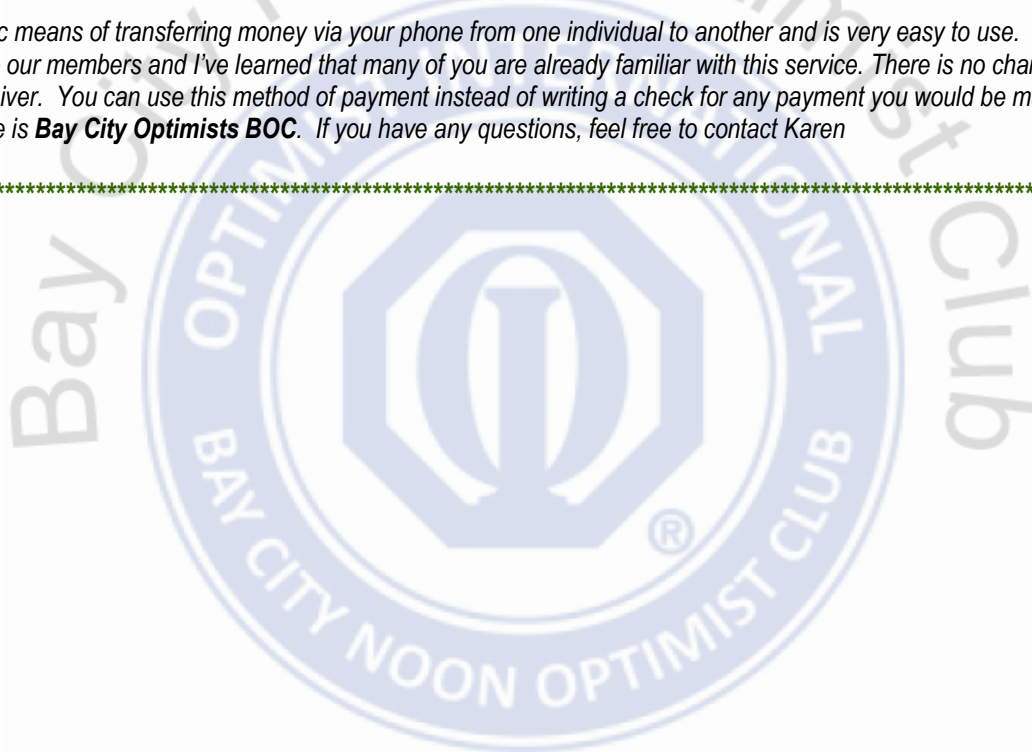 c means of transferring money via your phone from one individual to another and is very easy to use.
our members and I've learned that many of you are already familiar with this service. There is no char
iver. You can use this method of payment instead of writing a check for any payment you would be m
e is Bay City Optimists BOC. If you have any questions, feel free to contact Karen
Bay City
Club
OPTIMIST INTERNATIONAL
®
BAY CITY NOON OPTIMIST CLUB